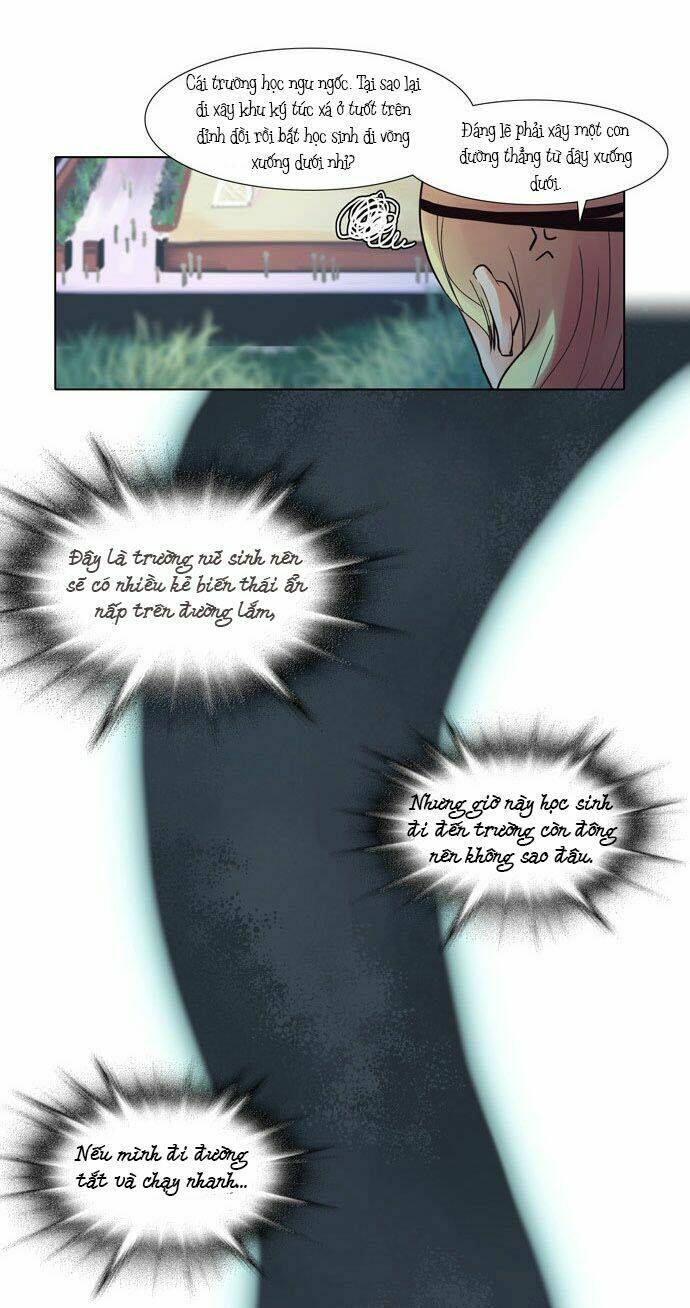 Cái trường học ngu ngốc. Tại sao lại
đi xây khu ký túc xá ở tuốt trên
đỉnh đồi rồi bắt học sinh đi vòng
xuống dưới nhỉ?
Đáng lẽ phải xây một con
đường thẳng từ đây xuống
dưới.
Đây là trường nữ sinh nên
sẽ có nhiều kẻ biến thái ẩn
nấp trên đường lắm,
Nhưng giờ này học sinh
đi đến trường còn đông
nên không sao đâu.
Nếu mình đi đường
tắt và chạy nhanh...